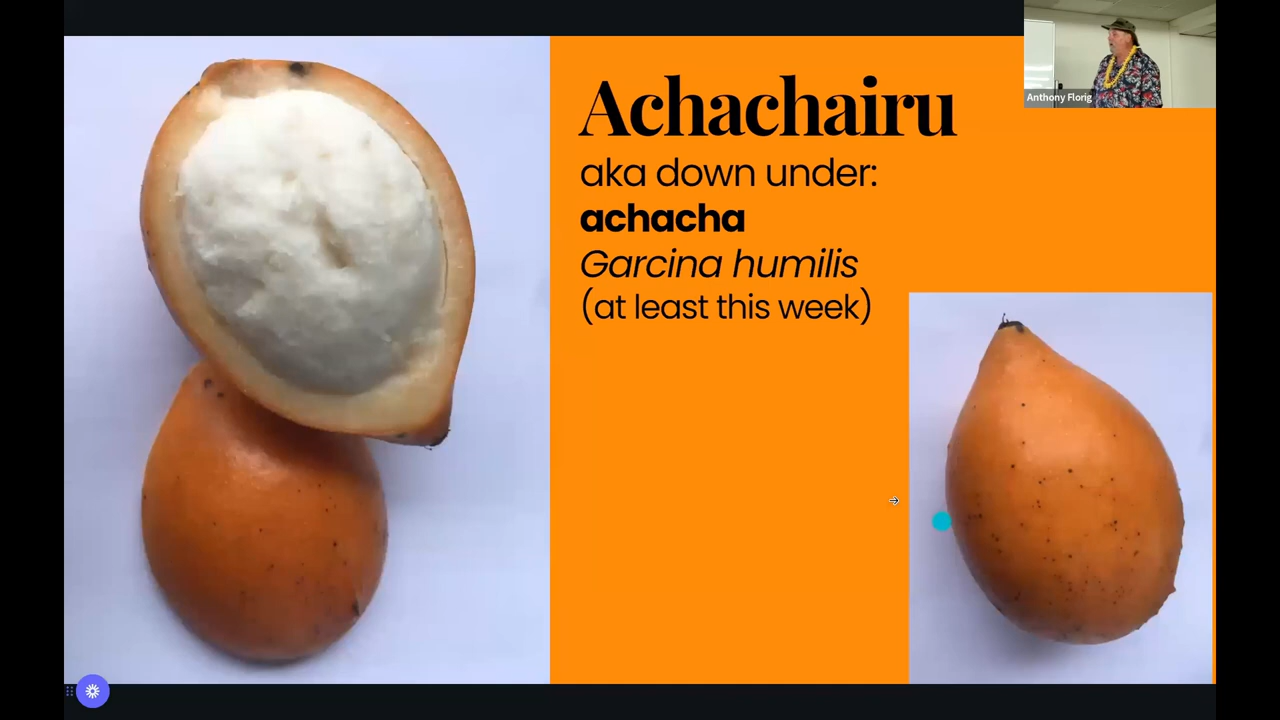 Achachairu
aka down under:
achacha
Garcina humilis
(at least this week)
Anthony Florig